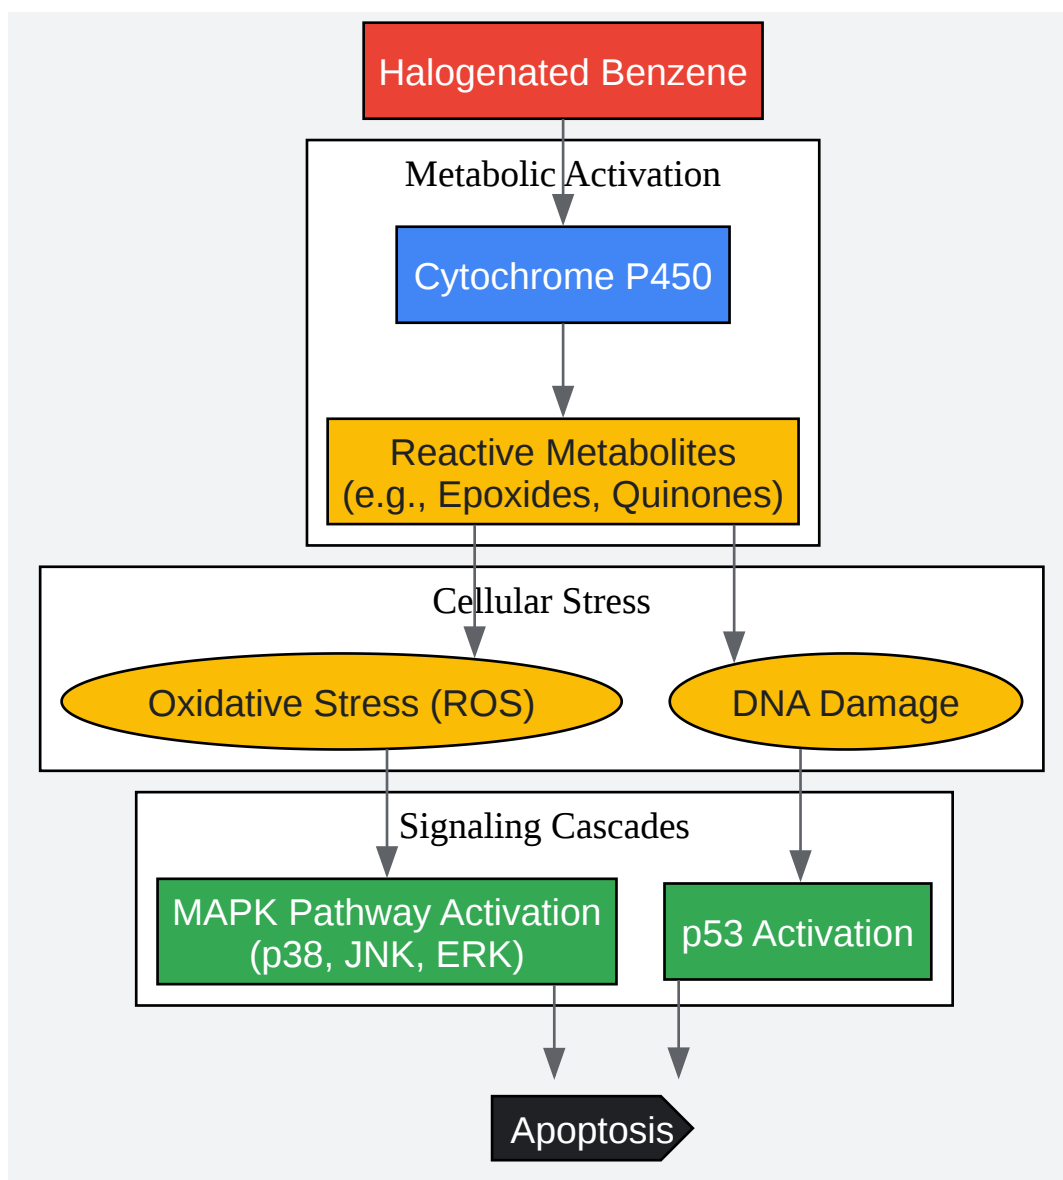 Halogenated Benzene
Metabolic Activation
Cytochrome P450
Reactive Metabolites
(e.g., Epoxides, Quinones)
Cellular Stress
Oxidative Stress (ROS)
DNA Damage
Signaling Cascades
MAPK Pathway Activation
(p38, JNK, ERK)
p53 Activation
Apoptosis